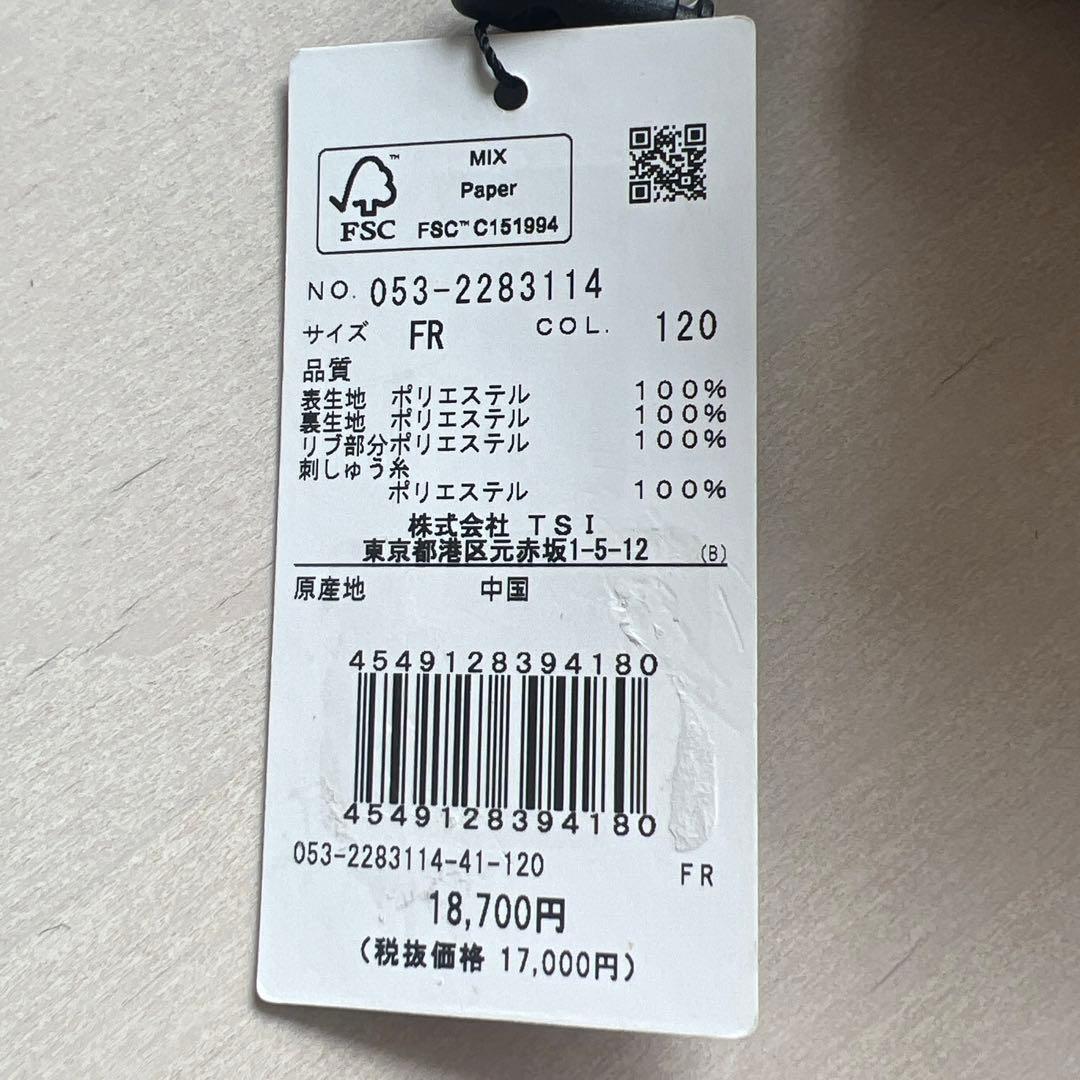 MIX
Paper
FSC™ C151994
FSC™
NO. 053-2283114
サイズ FR COL. 120
品質
表生地 ポリエステル 100%
裏生地 ポリエステル 100%
リブ部分ポリエステル 100%
刺しゅう糸
ポリエステル 100%
株式会社 TSI
東京都港区元赤坂1-5-12 (B)
原産地 中国
4549128394180
4549128394180
053-2283114-41-120 FR
18,700円
(税抜価格 17,000円)